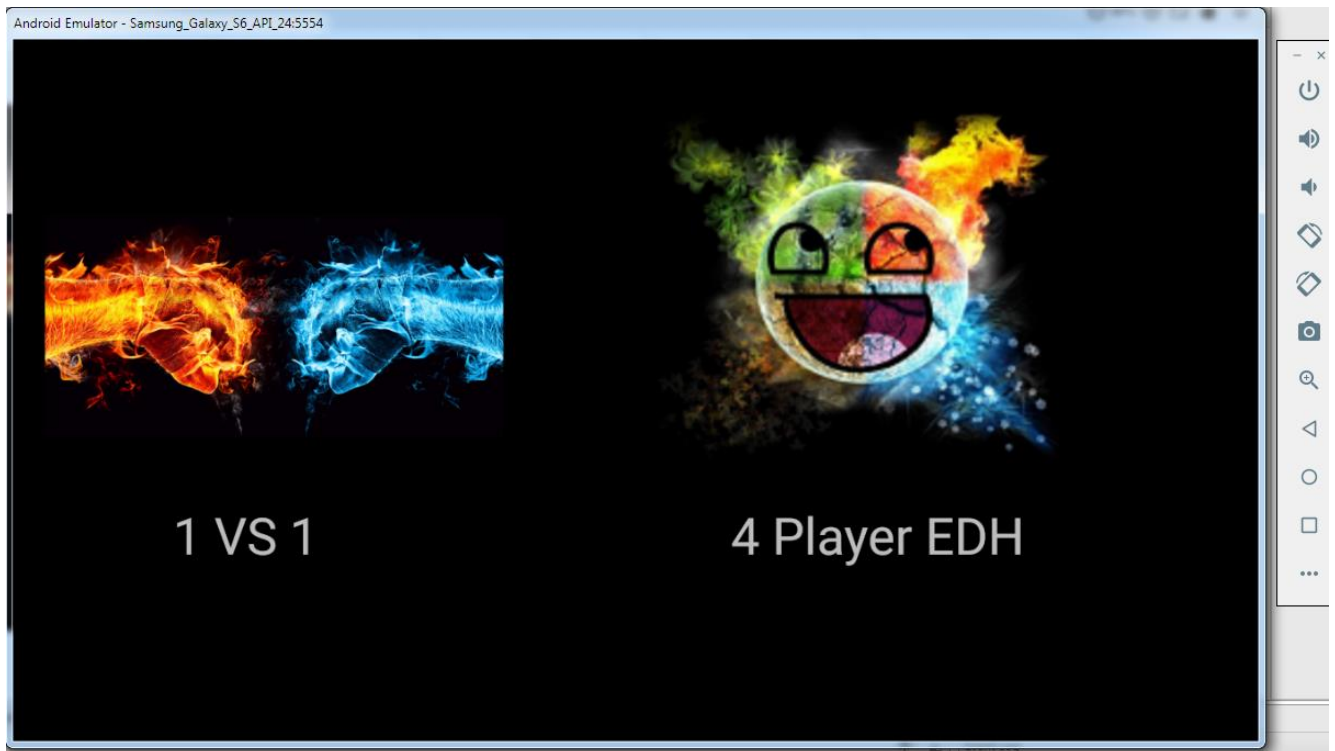 Android Emulator - Samsung_Galaxy_S6_API_24:5554
1 VS 1
4 Player EDH